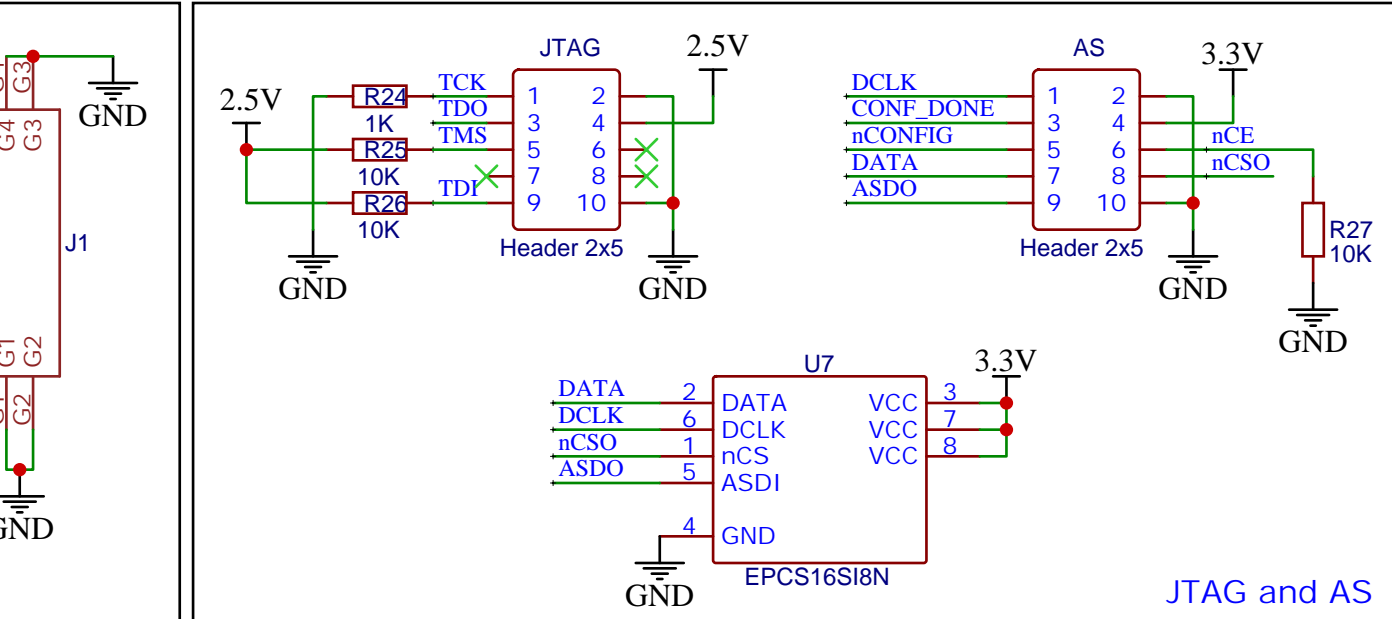 G3
G4
G3
GND
J1
G1
G2
G2
GND
JTAG
2.5V
2.5V
TCK
TDO
TMS
TDI
R24
1K
R25
10K
R26
10K
1 2
3 4
5 6
7 8
9 10
Header 2x5
GND
GND
AS
3.3V
DCLK
CONF_DONE
nCONFIG
DATA
ASDO
1 2
3 4
5 6
7 8
9 10
nCE
nCSO
Header 2x5
GND
R27
10K
GND
U7
3.3V
DATA 2 DATA VCC 3
DCLK 6 DCLK VCC 7
nCSO 1 nCS VCC 8
ASDO 5 ASDI
4 GND
EPCS16SI8N
GND
JTAG and AS